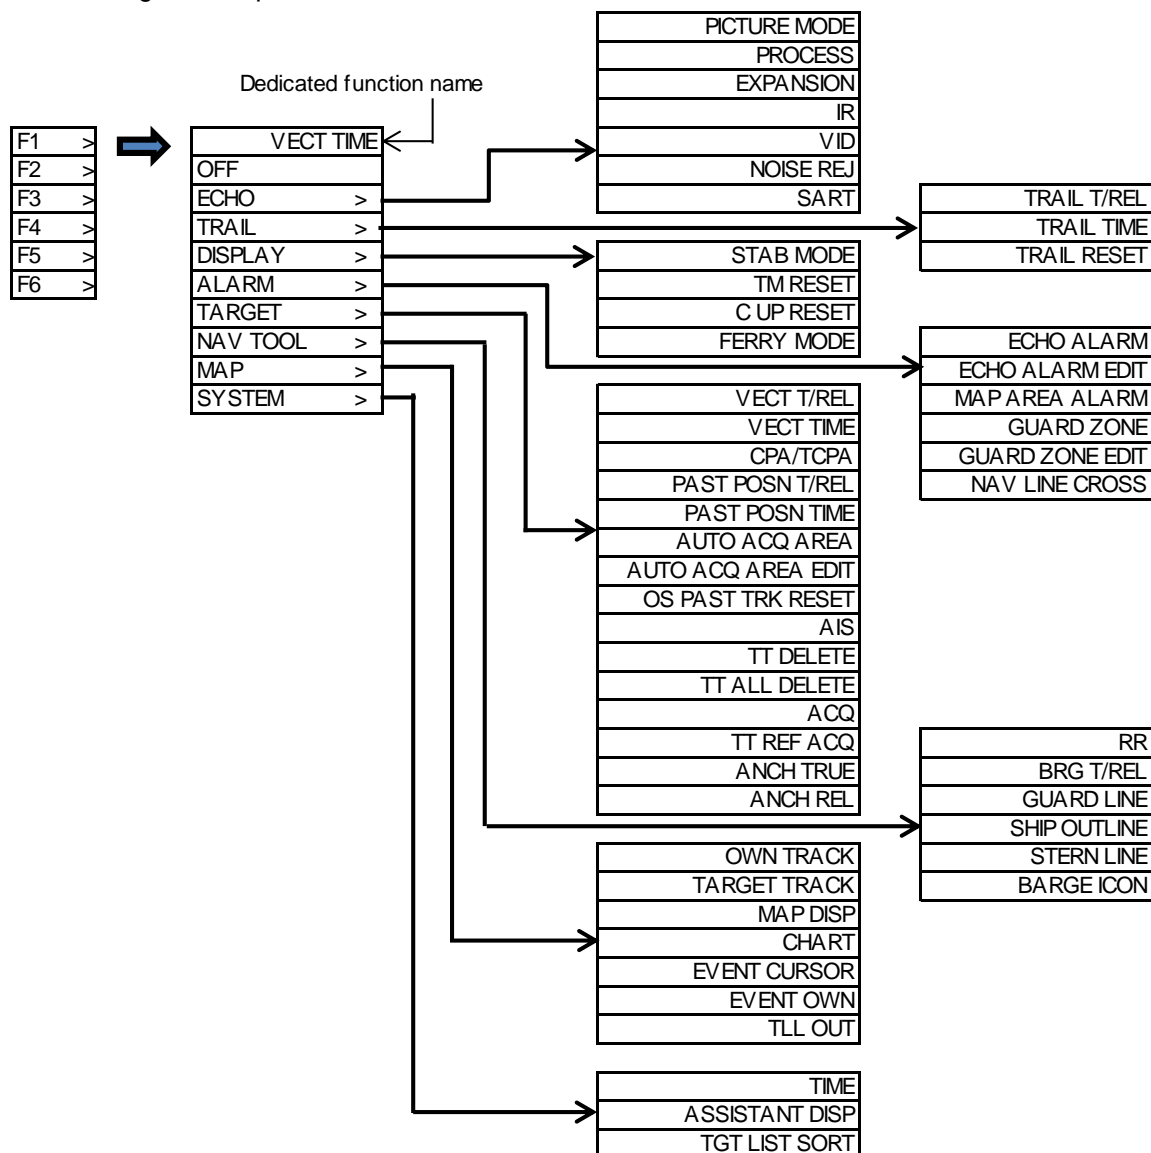 PICTURE MODE
PROCESS
EXPANSION
IR
VID
NOISE REJ
SART
Dedicated function name
F1 >
F2 >
F3 >
F4 >
F5 >
F6 >
VECT TIME
OFF
ECHO >
TRAIL >
DISPLAY >
ALARM >
TARGET >
NAV TOOL >
MAP >
SYSTEM >
TRAIL T/REL
TRAIL TIME
TRAIL RESET
STAB MODE
TM RESET
C UP RESET
FERRY MODE
ECHO ALARM
ECHO ALARM EDIT
MAP AREA ALARM
GUARD ZONE
GUARD ZONE EDIT
NAV LINE CROSS
VECT T/REL
VECT TIME
CPA/TCPA
PAST POSN T/REL
PAST POSN TIME
AUTO ACQ AREA
AUTO ACQ AREA EDIT
OS PAST TRK RESET
AIS
TT DELETE
TT ALL DELETE
ACQ
TT REF ACQ
ANCH TRUE
ANCH REL
RR
BRG T/REL
GUARD LINE
SHIP OUTLINE
STERN LINE
BARGE ICON
OWN TRACK
TARGET TRACK
MAP DISP
CHART
EVENT CURSOR
EVENT OWN
TLL OUT
TIME
ASSISTANT DISP
TGT LIST SORT